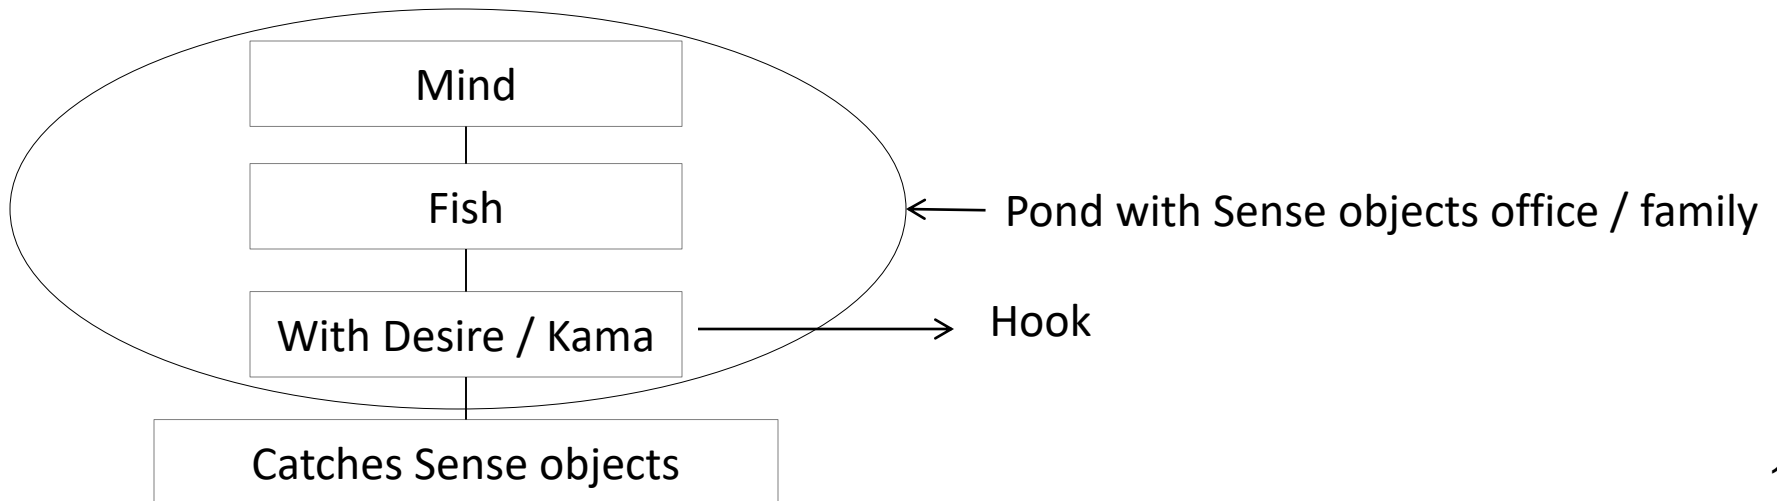 Mind
Fish
Pond with Sense objects office / family
With Desire / Kama
Hook
Catches Sense objects